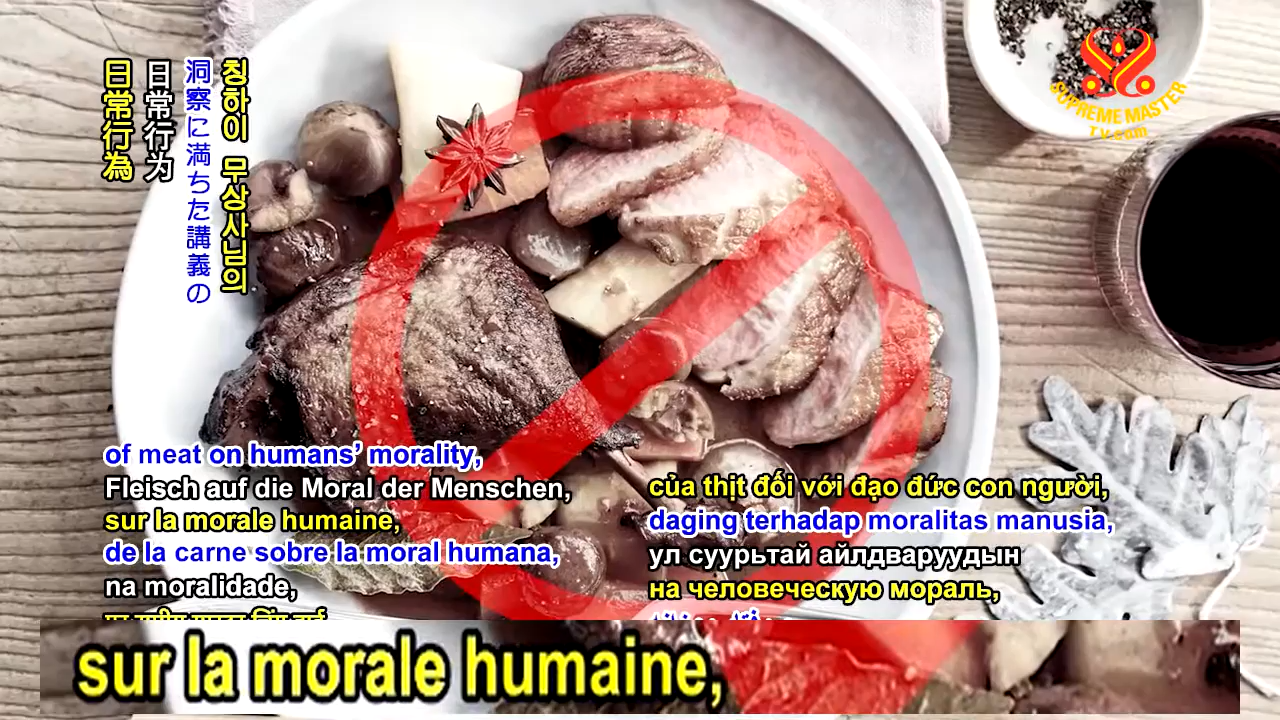 칭하이 무상사님의
洞察に満ちた講義の
日常行为
日常行為
SUPREME MASTER
TV.com
of meat on humans’ morality,
Fleisch auf die Moral der Menschen,
sur la morale humaine,
de la carne sobre la moral humana,
na moralidade,
của thịt đối với đạo đức con người,
daging terhadap moralitas manusia,
ул суурьтай айлдваруудын
на человеческую мораль,
sur la morale humaine,